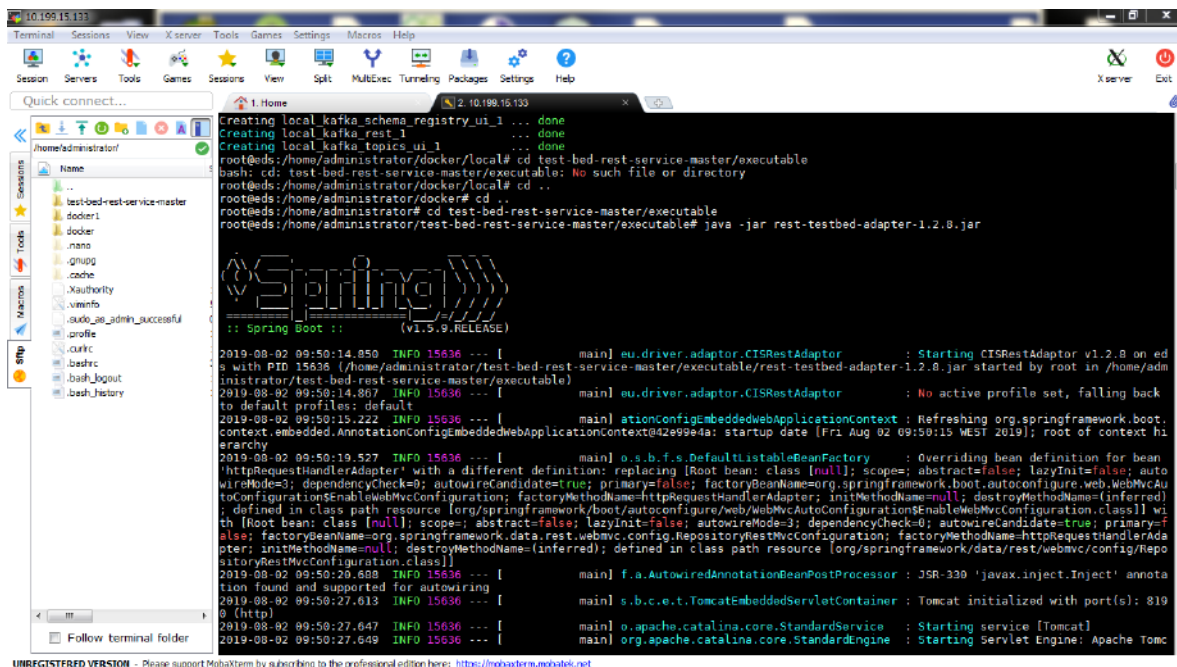 10.199.15.133
Terminal Sessions View X server Tools Games Settings Macros Help
Session Servers Tools Games Sessions View Split MultiExec Tunneling Packages Settings Help X server Exit
Quick connect...
1. Home
2. 10.199.15.133
/home/administrator/
Name
..
test-bed-rest-service-master
docker1
docker
.nano
.gnupg
.cache
.Xauthority
.viminfo
.sudo_as_admin_successful
.profile
.curlrc
.bashrc
.bash_logout
.bash_history
Sessions
Tools
Macros
Sftp
Follow terminal folder
Creating local_kafka_schema_registry_ui_1 ... done
Creating local_kafka_rest_1 ... done
Creating local_kafka_topics_ui_1 ... done
root@eds:/home/administrator/docker/local# cd test-bed-rest-service-master/executable
bash: cd: test-bed-rest-service-master/executable: No such file or directory
root@eds:/home/administrator/docker/local# cd ..
root@eds:/home/administrator/docker# cd ..
root@eds:/home/administrator# cd test-bed-rest-service-master/executable
root@eds:/home/administrator/test-bed-rest-service-master/executable# java -jar rest-testbed-adapter-1.2.8.jar
Spring
:: Spring Boot :: (v1.5.9.RELEASE)
2019-08-02 09:50:14.850 INFO 15636 --- [ main] eu.driver.adaptor.CISRestAdaptor : Starting CISRestAdaptor v1.2.8 on ed
s with PID 15636 (/home/administrator/test-bed-rest-service-master/executable/rest-testbed-adapter-1.2.8.jar started by root in /home/adm
inistrator/test-bed-rest-service-master/executable)
2019-08-02 09:50:14.867 INFO 15636 --- [ main] eu.driver.adaptor.CISRestAdaptor : No active profile set, falling back
to default profiles: default
2019-08-02 09:50:15.222 INFO 15636 --- [ main] ationConfigEmbeddedWebApplicationContext : Refreshing org.springframework.boot.
context.embedded.AnnotationConfigEmbeddedWebApplicationContext@42e99e4a: startup date [Fri Aug 02 09:50:15 WEST 2019]; root of context hi
erarchy
2019-08-02 09:50:19.527 INFO 15636 --- [ main] o.s.b.f.s.DefaultListableBeanFactory : Overriding bean definition for bean
'httpRequestHandlerAdapter' with a different definition: replacing [Root bean: class [null]; scope=; abstract=false; lazyInit=false; auto
wireMode=3; dependencyCheck=0; autowireCandidate=true; primary=false; factoryBeanName=org.springframework.boot.autoconfigure.web.WebMvcAu
toConfiguration$EnableWebMvcConfiguration; factoryMethodName=httpRequestHandlerAdapter; initMethodName=null; destroyMethodName=(inferred)
; defined in class path resource [org/springframework/boot/autoconfigure/web/WebMvcAutoConfiguration$EnableWebMvcConfiguration.class]] wi
th [Root bean: class [null]; scope=; abstract=false; lazyInit=false; autowireMode=3; dependencyCheck=0; autowireCandidate=true; primary=f
alse; factoryBeanName=org.springframework.data.rest.webmvc.config.RepositoryRestMvcConfiguration; factoryMethodName=httpRequestHandlerAda
pter; initMethodName=null; destroyMethodName=(inferred); defined in class path resource [org/springframework/data/rest/webmvc/config/Repo
sitoryRestMvcConfiguration.class]]
2019-08-02 09:50:20.688 INFO 15636 --- [ main] f.a.AutowiredAnnotationBeanPostProcessor : JSR-330 'javax.inject.Inject' annota
tion found and supported for autowiring
2019-08-02 09:50:27.613 INFO 15636 --- [ main] s.b.c.e.t.TomcatEmbeddedServletContainer : Tomcat initialized with port(s): 819
0 (http)
2019-08-02 09:50:27.647 INFO 15636 --- [ main] o.apache.catalina.core.StandardService : Starting service [Tomcat]
2019-08-02 09:50:27.649 INFO 15636 --- [ main] org.apache.catalina.core.StandardEngine : Starting Servlet Engine: Apache Tomc
UNREGISTERED VERSION - Please support MobaXterm by subscribing to the professional edition here: https://mobaxterm.mobatek.net